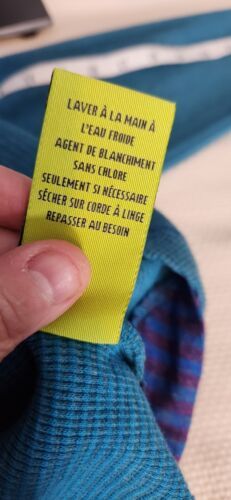 LAVER À LA MAIN À
L'EAU FROIDE
AGENT DE BLANCHIMENT
SANS CHLORE
SEULEMENT SI NÉCESSAIRE
SÉCHER SUR CORDE À LINGE
REPASSER AU BESOIN